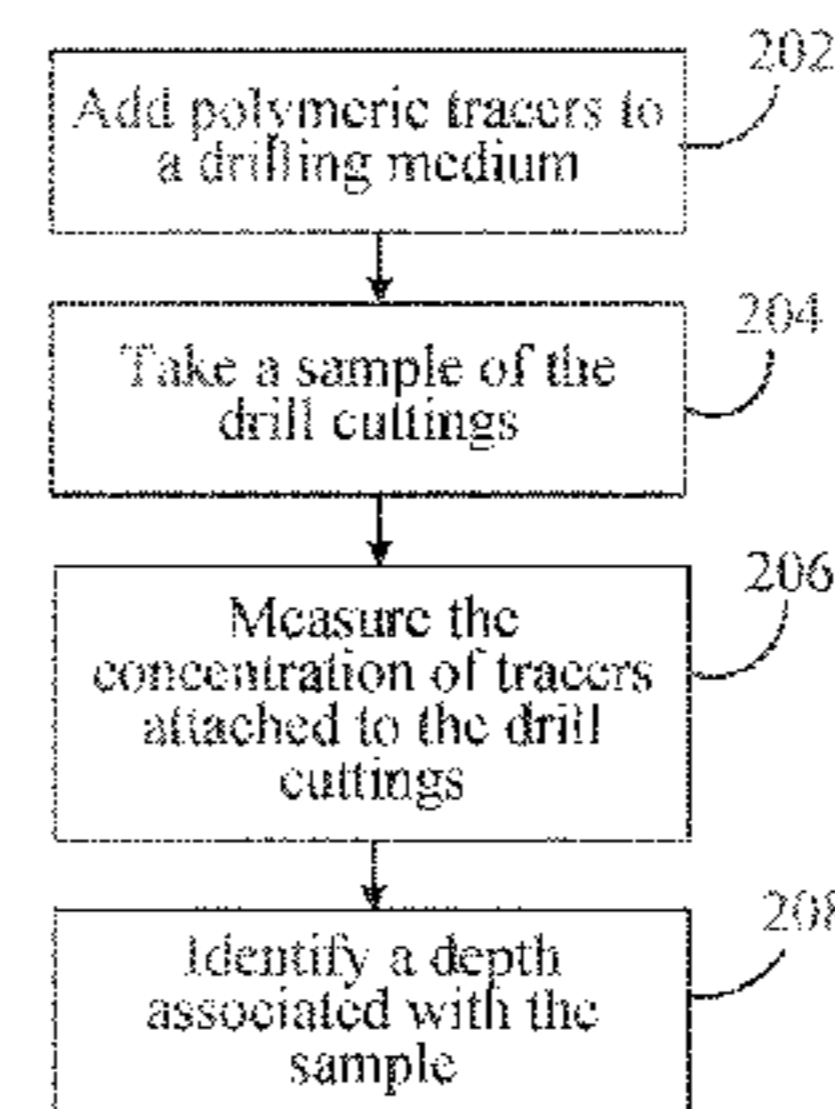 202
Add polymeric tracers to
a drilling medium
204
Take a sample of the
drill cuttings
206
Measure the
concentration of tracers
attached to the drill
cuttings
208
Identify a depth
associated with the
sample